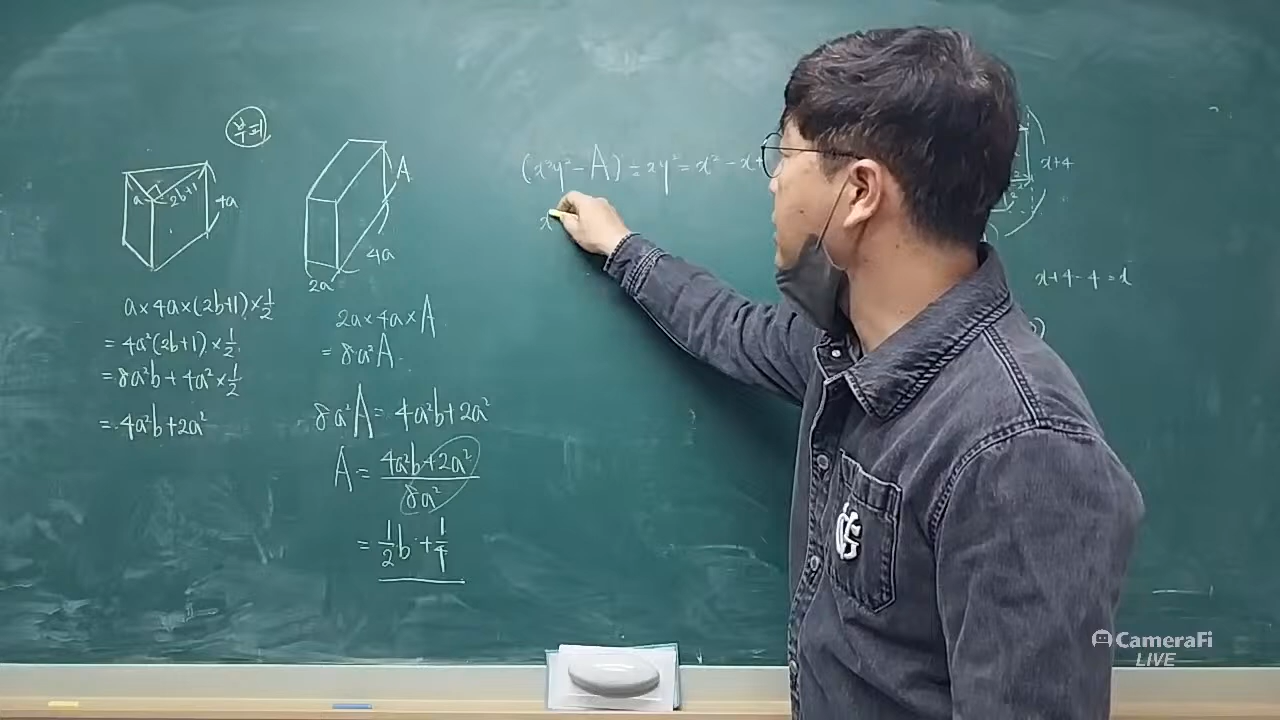 부피
a
2b+1
4a
a×4a×(2b+1)×1/2
=4a²(2b+1)×1/2
=8a²b+4a²×1/2
=4a²b+2a²
A
4a
2a
2a×4a×A
=8a²A
8a²A=4a²b+2a²
A=(4a²b+2a²)/(8a²)
=1/2b+1/4
-A)÷xy²=x²-x+
x
x+4
x+4-4=x
CameraFi
LIVE